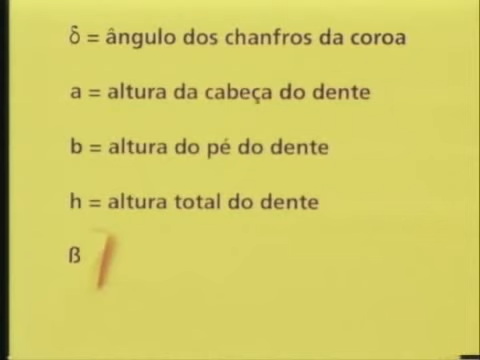 δ = ângulo dos chanfros da coroa
a = altura da cabeça do dente
b = altura do pé do dente
h = altura total do dente
ß